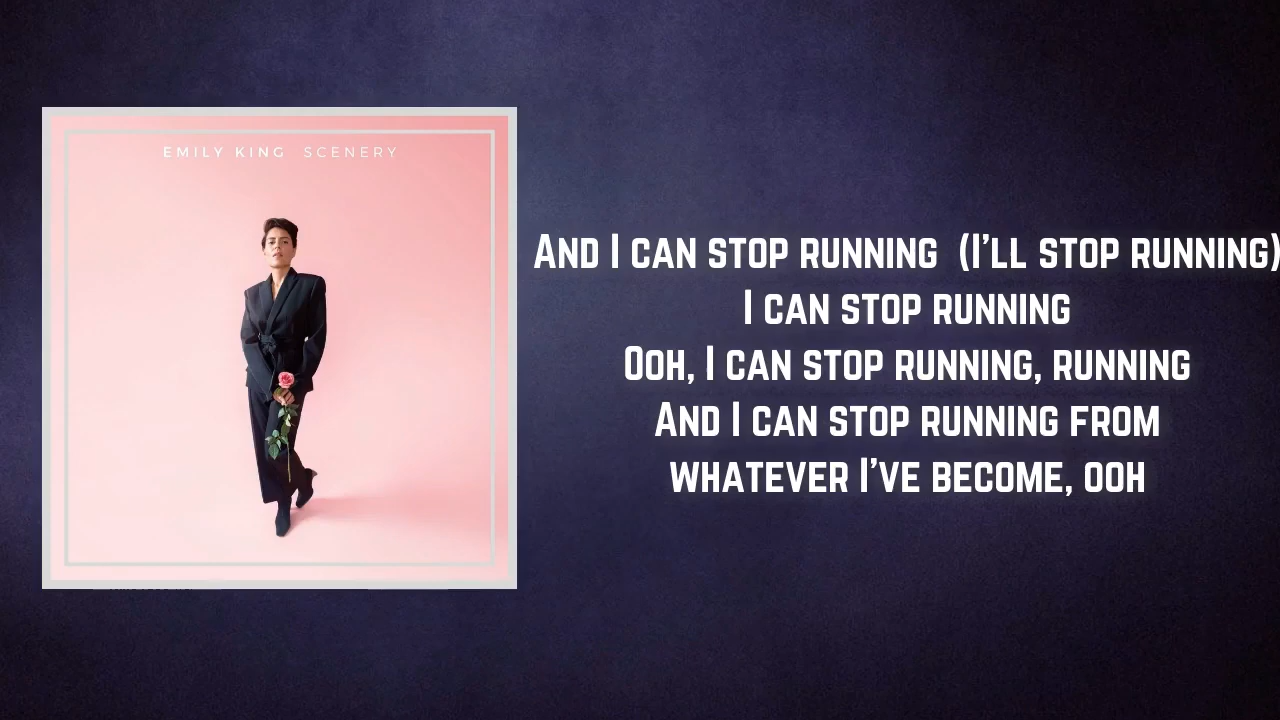 EMILY KING SCENERY
AND I CAN STOP RUNNING (I'LL STOP RUNNING)
I CAN STOP RUNNING
OOH, I CAN STOP RUNNING, RUNNING
AND I CAN STOP RUNNING FROM
WHATEVER I'VE BECOME, OOH